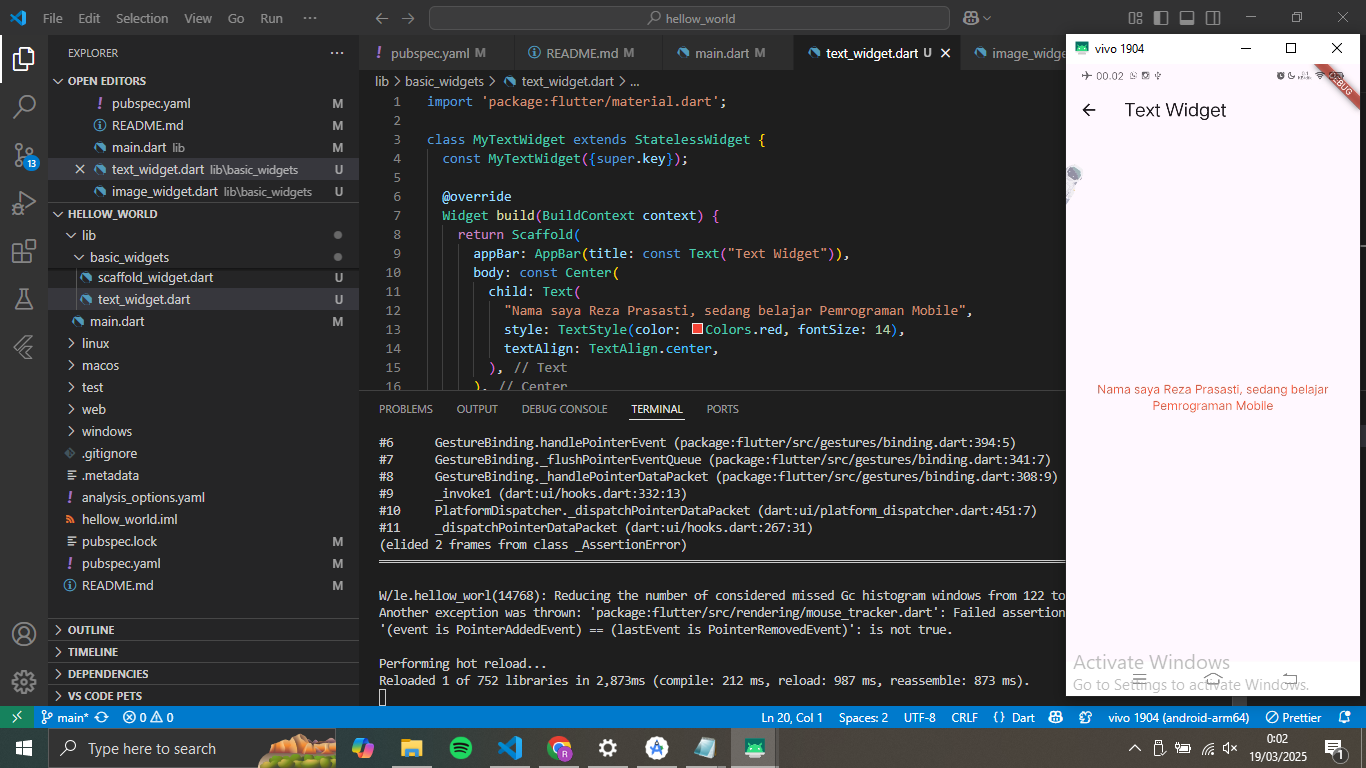 File Edit Selection View Go Run ··· hellow_world
EXPLORER ···
OPEN EDITORS
! pubspec.yaml M
README.md M
main.dart lib M
text_widget.dart lib\basic_widgets U
image_widget.dart lib\basic_widgets U
HELLOW_WORLD
lib
basic_widgets
scaffold_widget.dart U
text_widget.dart U
main.dart M
linux
macos
test
web
windows
.gitignore
.metadata
! analysis_options.yaml
hellow_world.iml
pubspec.lock M
! pubspec.yaml M
README.md M
OUTLINE
TIMELINE
DEPENDENCIES
VS CODE PETS
13
! pubspec.yaml M README.md M main.dart M text_widget.dart U image_widge
lib > basic_widgets > text_widget.dart > ...
1 import 'package:flutter/material.dart';
2
3 class MyTextWidget extends StatelessWidget {
4 const MyTextWidget({super.key});
5
6 @override
7 Widget build(BuildContext context) {
8 return Scaffold(
9 appBar: AppBar(title: const Text("Text Widget")),
10 body: const Center(
11 child: Text(
12 "Nama saya Reza Prasasti, sedang belajar Pemrograman Mobile",
13 style: TextStyle(color: Colors.red, fontSize: 14),
14 textAlign: TextAlign.center,
15 ), // Text
16 ), // Center
PROBLEMS OUTPUT DEBUG CONSOLE TERMINAL PORTS
#6 GestureBinding.handlePointerEvent (package:flutter/src/gestures/binding.dart:394:5)
#7 GestureBinding._flushPointerEventQueue (package:flutter/src/gestures/binding.dart:341:7)
#8 GestureBinding._handlePointerDataPacket (package:flutter/src/gestures/binding.dart:308:9)
#9 _invoke1 (dart:ui/hooks.dart:332:13)
#10 PlatformDispatcher._dispatchPointerDataPacket (dart:ui/platform_dispatcher.dart:451:7)
#11 _dispatchPointerDataPacket (dart:ui/hooks.dart:267:31)
(elided 2 frames from class _AssertionError)
W/le.hellow_worl(14768): Reducing the number of considered missed Gc histogram windows from 122 to
Another exception was thrown: 'package:flutter/src/rendering/mouse_tracker.dart': Failed assertion
'(event is PointerAddedEvent) == (lastEvent is PointerRemovedEvent)': is not true.
Performing hot reload...
Reloaded 1 of 752 libraries in 2,873ms (compile: 212 ms, reload: 987 ms, reassemble: 873 ms).
vivo 1904
00.02
DEBUG
Text Widget
Nama saya Reza Prasasti, sedang belajar
Pemrograman Mobile
Activate Windows
Go to Settings to activate Windows.
main* 0 0 Ln 20, Col 1 Spaces: 2 UTF-8 CRLF {} Dart vivo 1904 (android-arm64) Prettier
Type here to search
R
0:02
19/03/2025
1